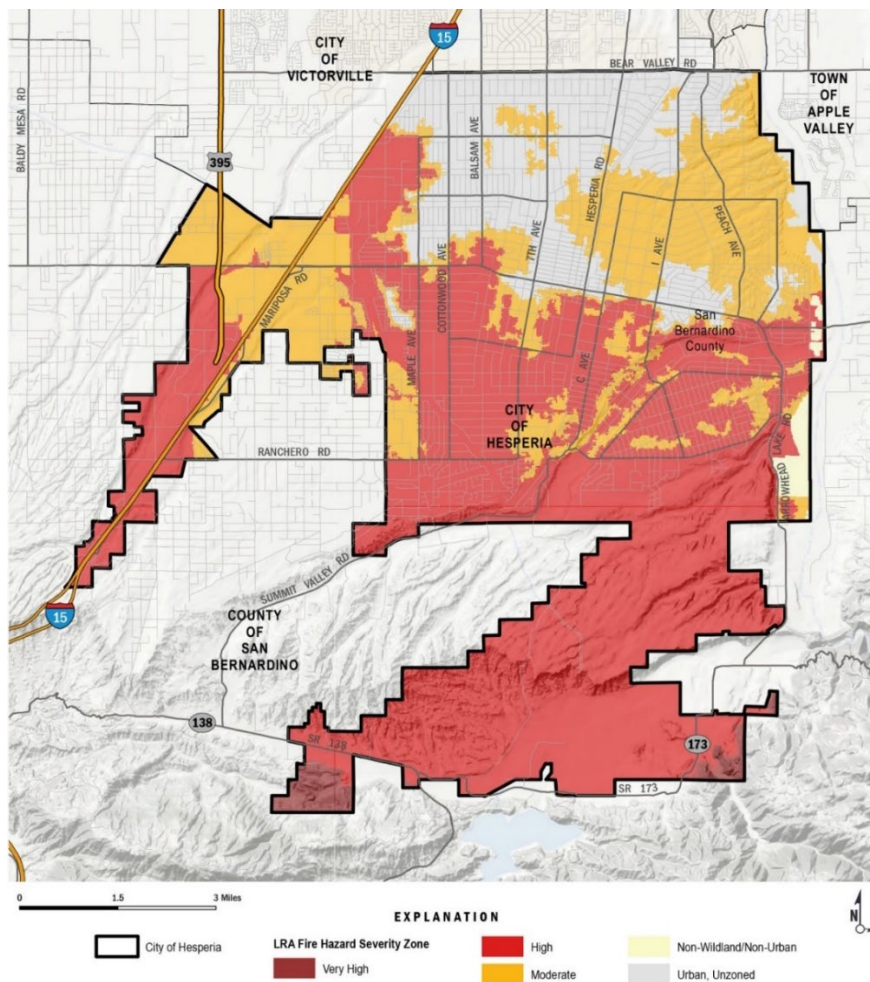 15
CITY
OF
VICTORVILLE
BEAR VALLEY RD
TOWN
OF
APPLE
VALLEY
BALDY MESA RD
395
BALSAM AVE
HESPERIA RD
PEACH AVE
7TH AVE
I AVE
MARIPOSA RD
COTTONWOOD AVE
San
Bernardino
County
MAPLE AVE
C AVE
CITY
OF
HESPERIA
RANCHERO RD
ARROWHEAD LAKE RD
SUMMIT VALLEY RD
15
COUNTY
OF
SAN
BERNARDINO
138
SR 138
173
SR 173
0 1.5 3 Miles
N
EXPLANATION
City of Hesperia
LRA Fire Hazard Severity Zone
Very High
High
Moderate
Non-Wildland/Non-Urban
Urban, Unzoned